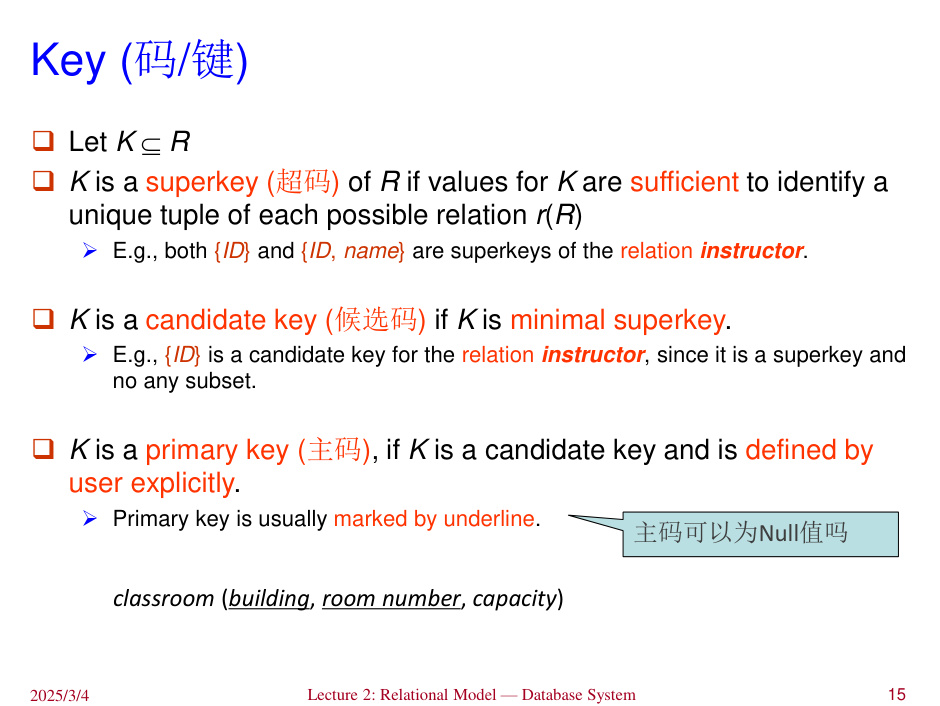 Key (码/键)
❑ Let K ⊆ R
❑ K is a superkey (超码) of R if values for K are sufficient to identify a
unique tuple of each possible relation r(R)
➢ E.g., both {ID} and {ID, name} are superkeys of the relation instructor.
❑ K is a candidate key (候选码) if K is minimal superkey.
➢ E.g., {ID} is a candidate key for the relation instructor, since it is a superkey and
no any subset.
❑ K is a primary key (主码), if K is a candidate key and is defined by
user explicitly.
➢ Primary key is usually marked by underline.
主码可以为Null值吗
classroom (building, room number, capacity)
2025/3/4
Lecture 2: Relational Model — Database System
15